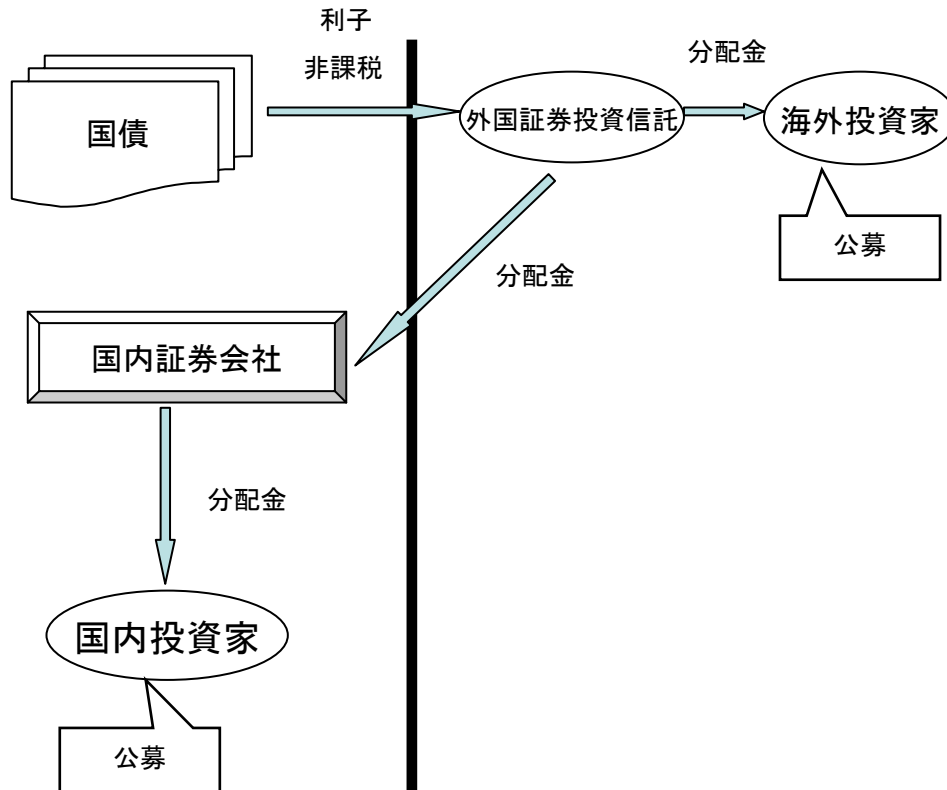 利子
非課税
分配金
国債
外国証券投資信託
海外投資家
公募
分配金
国内証券会社
分配金
国内投資家
公募